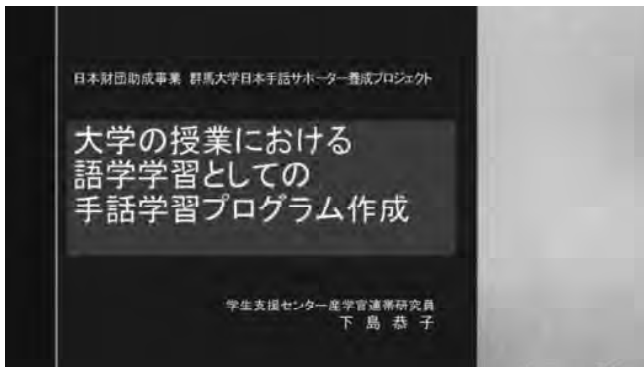 日本財団助成事業 群馬大学日本手話サポーター養成プロジェクト
大学の授業における
語学学習としての
手話学習プログラム作成
学生支援センター産学官連帯研究員
下島恭子